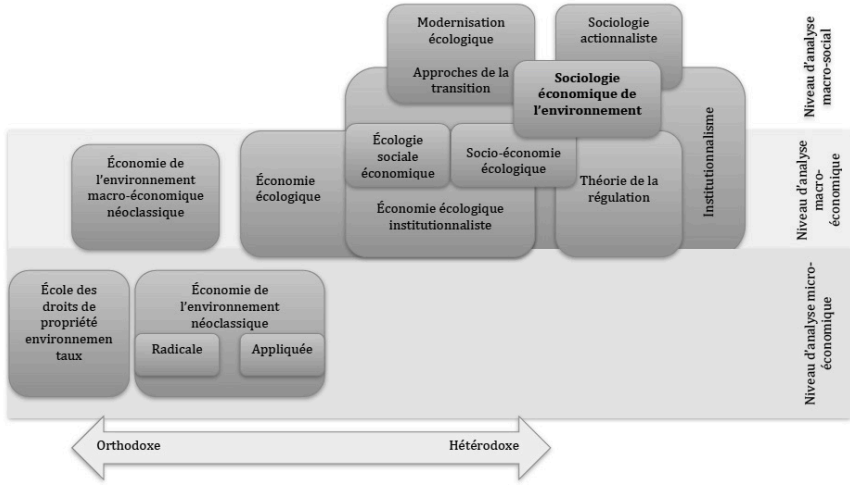 Modernisation
écologique
Approches de la
transition
Sociologie
actionnaliste
Sociologie
économique de
l'environnement
Niveau d'analyse
macro-social
Économie de
l'environnement
macro-économique
néoclassique
Économie
écologique
Écologie
sociale
économique
Socio-économie
écologique
Économie écologique
institutionnaliste
Théorie de la
régulation
Institutionnalisme
Niveau d'analyse
macro-
économique
École des
droits de
propriété
environnemen
taux
Économie de
l'environnement
néoclassique
Radicale
Appliquée
Niveau d'analyse micro-
économique
Orthodoxe
Hétérodoxe